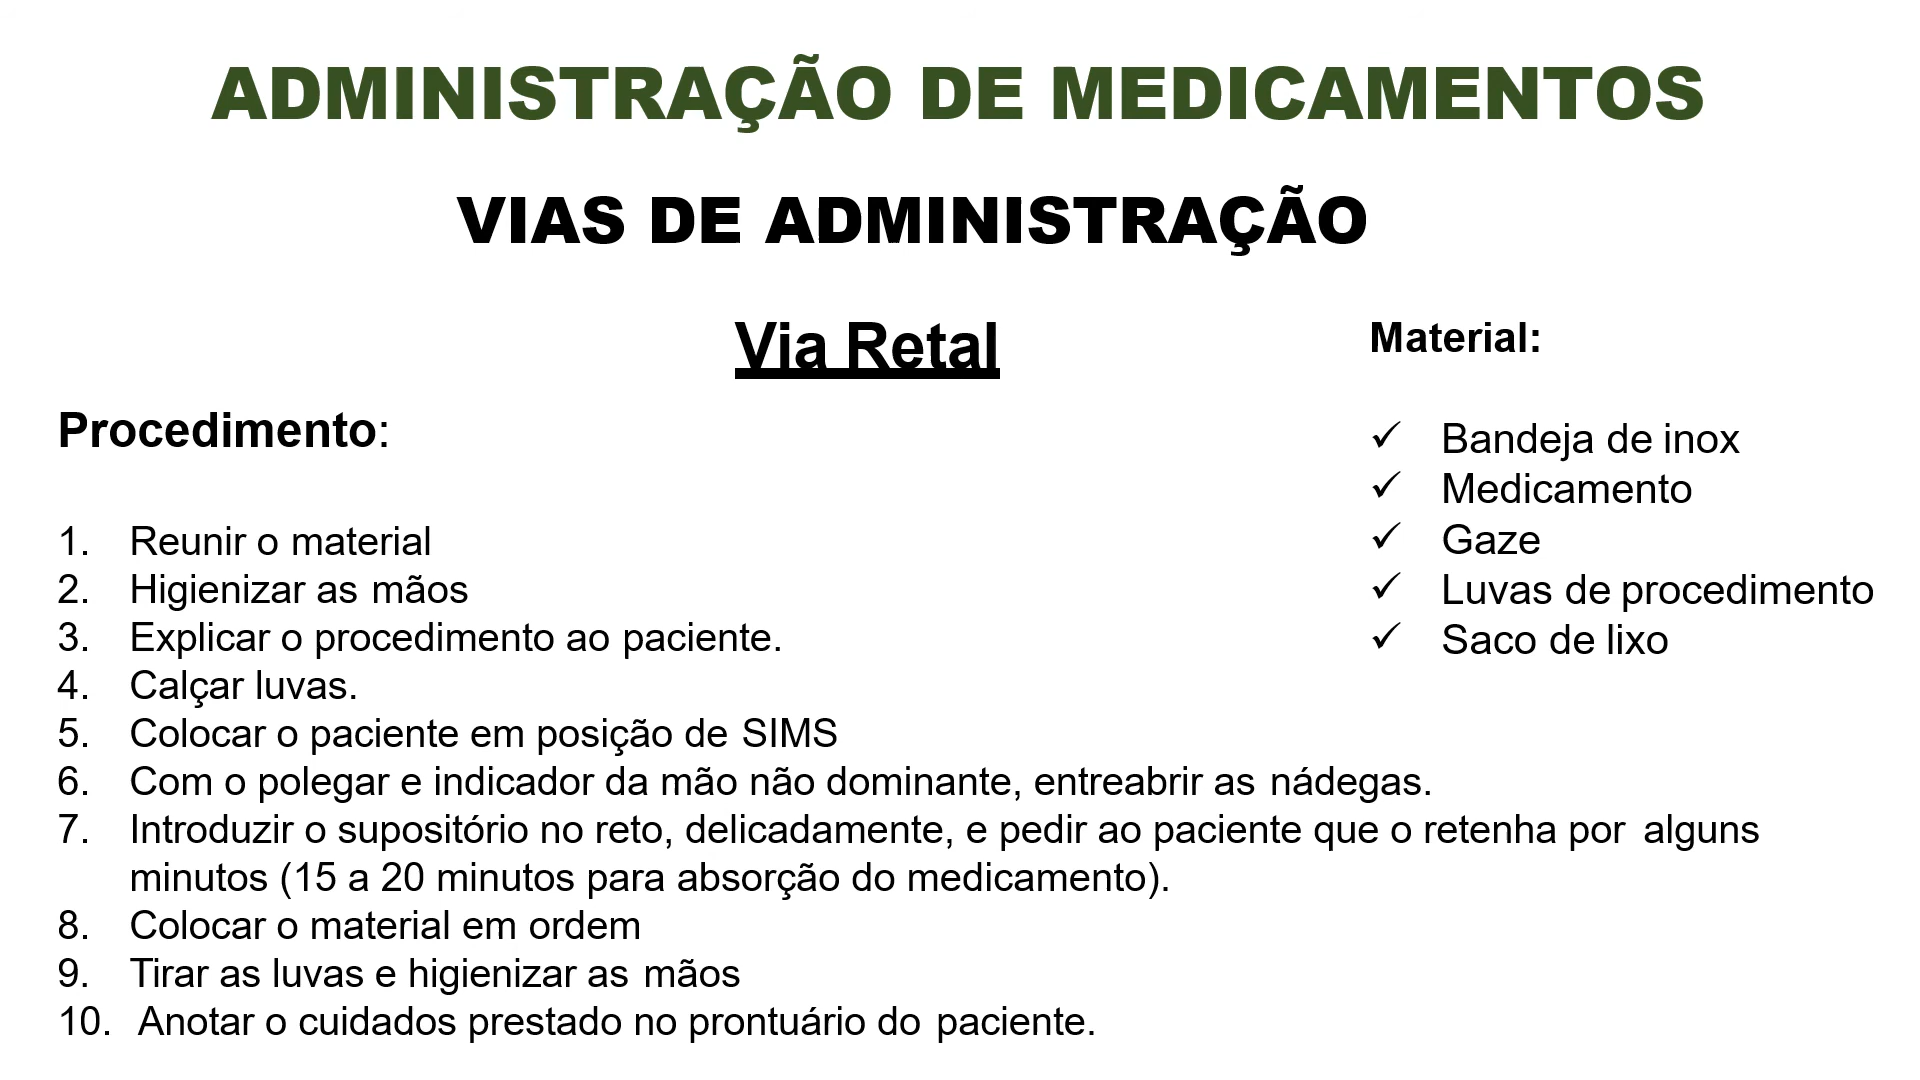 ADMINISTRAÇÃO DE MEDICAMENTOS
VIAS DE ADMINISTRAÇÃO
Via Retal
Material:
✓ Bandeja de inox
✓ Medicamento
✓ Gaze
✓ Luvas de procedimento
✓ Saco de lixo
Procedimento:
1. Reunir o material
2. Higienizar as mãos
3. Explicar o procedimento ao paciente.
4. Calçar luvas.
5. Colocar o paciente em posição de SIMS
6. Com o polegar e indicador da mão não dominante, entreabrir as nádegas.
7. Introduzir o supositório no reto, delicadamente, e pedir ao paciente que o retenha por alguns
minutos (15 a 20 minutos para absorção do medicamento).
8. Colocar o material em ordem
9. Tirar as luvas e higienizar as mãos
10. Anotar o cuidados prestado no prontuário do paciente.